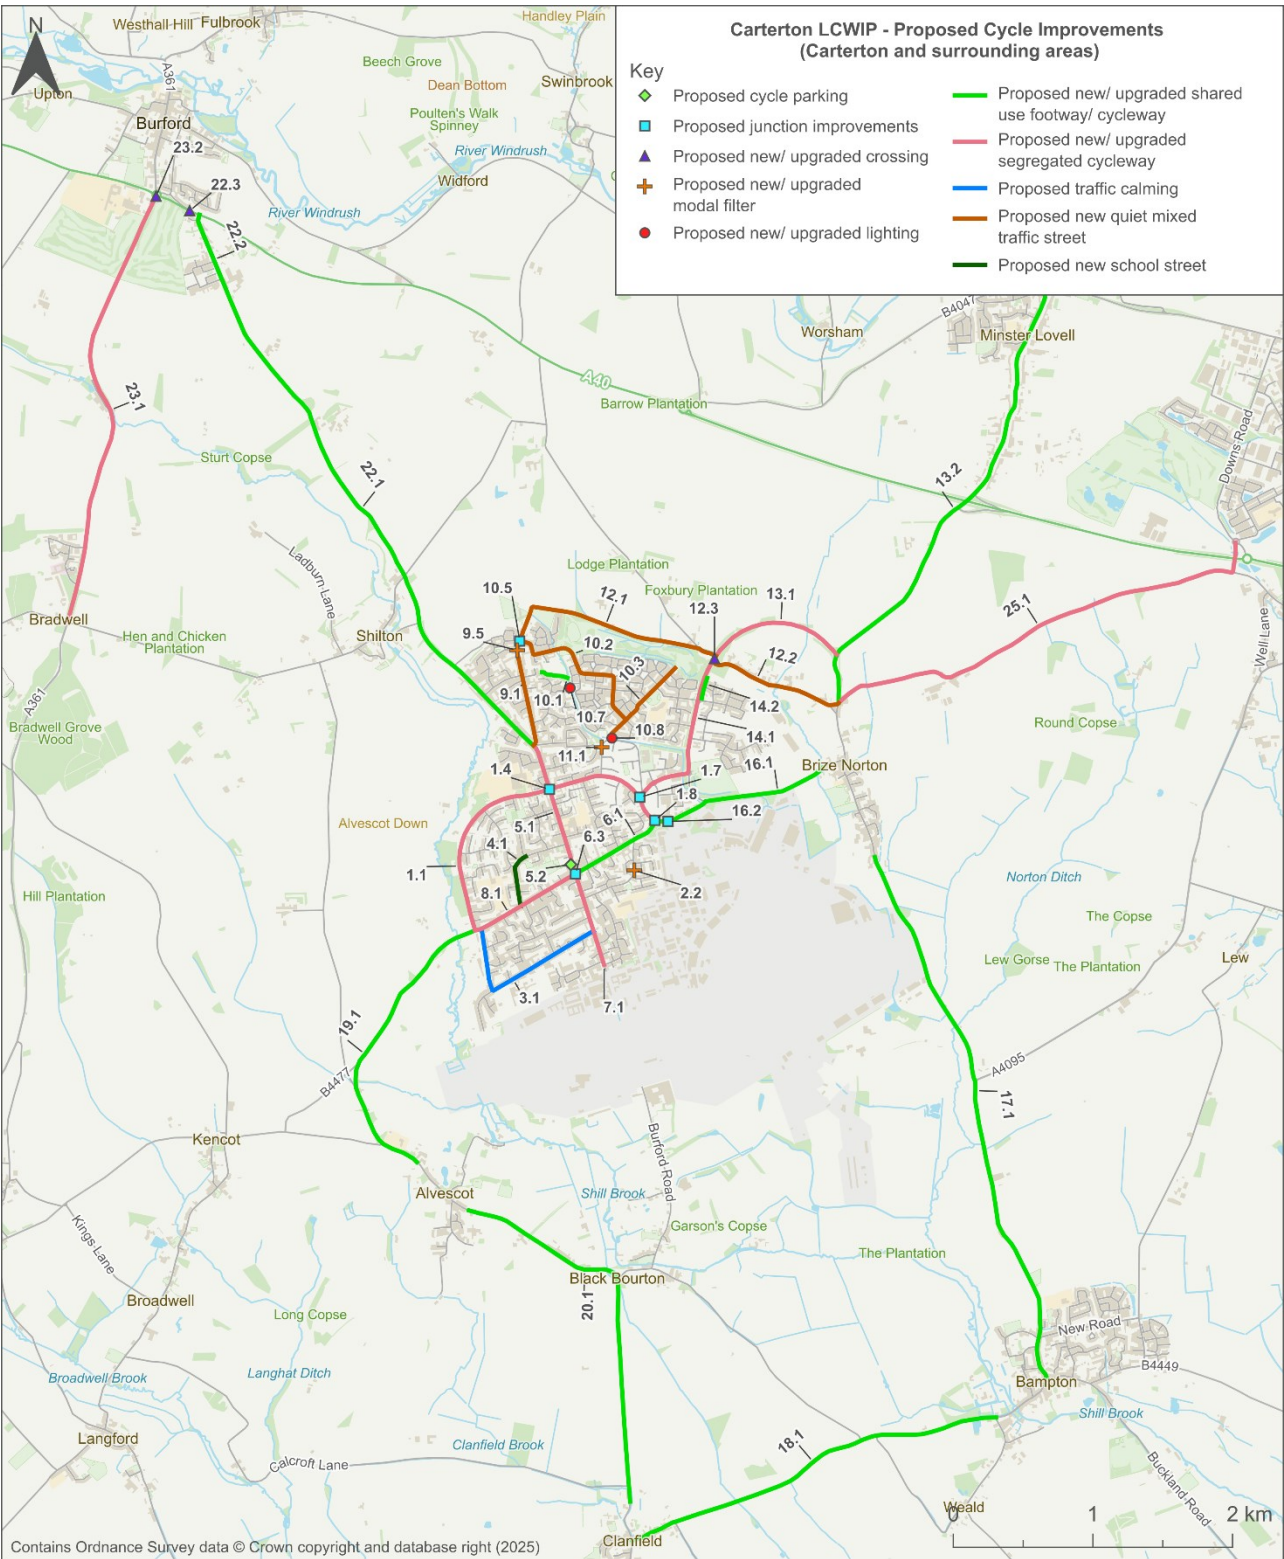 Carterton LCWIP - Proposed Cycle Improvements
(Carterton and surrounding areas)
Key
Proposed cycle parking
Proposed junction improvements
Proposed new/ upgraded crossing
Proposed new/ upgraded
modal filter
Proposed new/ upgraded lighting
Proposed new/ upgraded shared
use footway/ cycleway
Proposed new/ upgraded
segregated cycleway
Proposed traffic calming
Proposed new quiet mixed
traffic street
Proposed new school street
N
Westhall Hill
Fulbrook
Handley Plain
Beech Grove
Swinbrook
Dean Bottom
Upton
A361
Poulten's Walk
Spinney
Burford
23.2
River Windrush
22.3
Widford
River Windrush
22.2
B4047
Worsham
Minster Lovell
A40
23.1
Barrow Plantation
Downs Road
Sturt Copse
22.1
13.2
Ladburn Lane
Lodge Plantation
Foxbury Plantation
10.5
12.1
12.3
13.1
25.1
Bradwell
Shilton
9.5
10.2
12.2
Well Lane
Hen and Chicken
Plantation
10.3
9.1
10.1
14.2
A361
10.7
10.8
14.1
Round Copse
Bradwell Grove
Wood
11.1
16.1
Brize Norton
1.4
1.7
1.8
5.1
6.1
16.2
Alvescot Down
6.3
4.1
1.1
5.2
8.1
2.2
Norton Ditch
Hill Plantation
The Copse
Lew Gorse
The Plantation
Lew
3.1
7.1
19.1
A4095
B4477
17.1
Kencot
Burford Road
Alvescot
Shill Brook
Garson's Copse
Kings Lane
The Plantation
Black Bourton
Broadwell
20.1
Long Copse
New Road
B4449
Broadwell Brook
Langhat Ditch
Bampton
Shill Brook
Langford
Clanfield Brook
18.1
Calcroft Lane
Buckland Road
Weald
0 1 2 km
Clanfield
Contains Ordnance Survey data © Crown copyright and database right (2025)